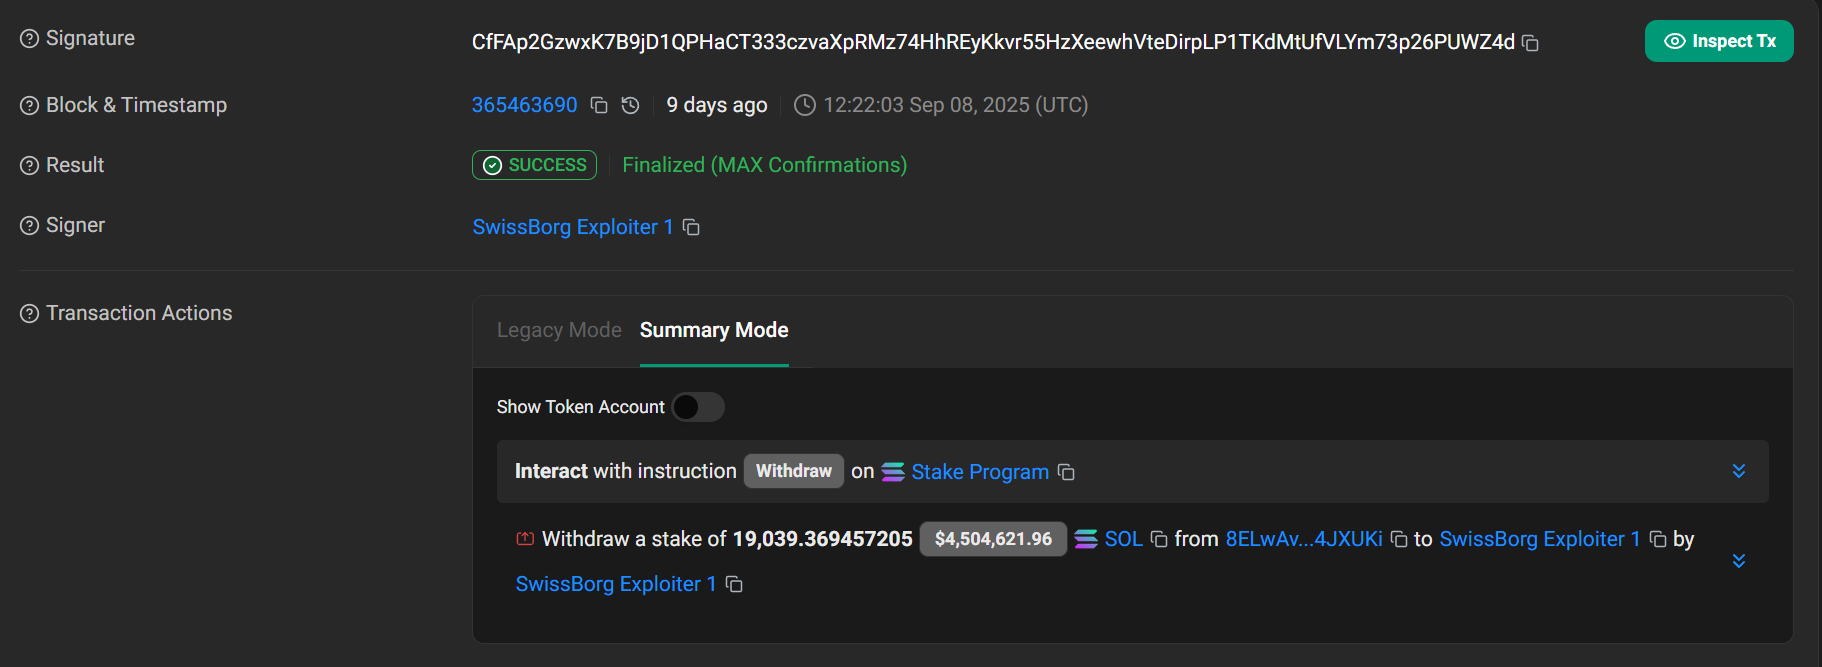 Signature
CfFAp2GzwxK7B9jD1QPHaCT333czvaXpRMz74HhREyKkvr55HzXeewhVteDirpLP1TKdMtUfVLYm73p26PUWZ4d
Inspect Tx
Block & Timestamp
365463690 9 days ago 12:22:03 Sep 08, 2025 (UTC)
Result
SUCCESS Finalized (MAX Confirmations)
Signer
SwissBorg Exploiter 1
Transaction Actions
Legacy Mode Summary Mode
Show Token Account
Interact with instruction Withdraw on Stake Program
Withdraw a stake of 19,039.369457205 $4,504,621.96 SOL from 8ELwAv...4JXUKi to SwissBorg Exploiter 1 by
SwissBorg Exploiter 1